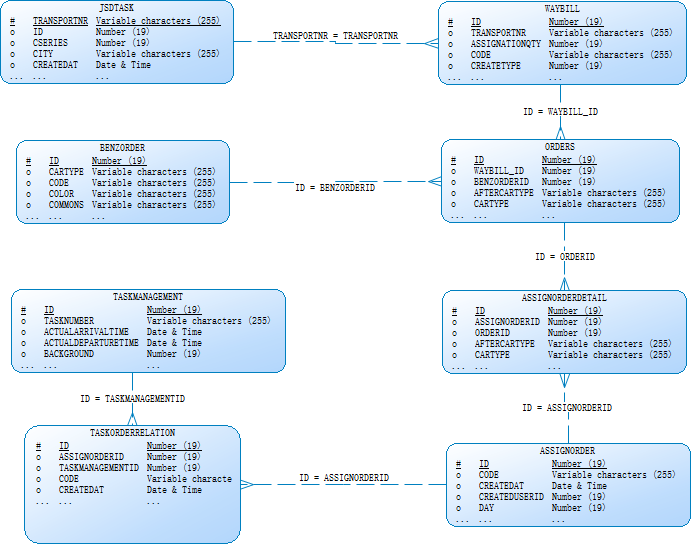 JSDTASK
# TRANSPORTNR Variable characters (255)
o ID Number (19)
o CSERIES Number (19)
o CITY Variable characters (255)
o CREATEDAT Date & Time
... ... ...
TRANSPORTNR = TRANSPORTNR
WAYBILL
# ID Number (19)
o TRANSPORTNR Variable characters (255)
o ASSIGNATIONQTY Number (19)
o CODE Variable characters (255)
o CREATETYPE Number (19)
... ... ...
ID = WAYBILL_ID
BENZORDER
# ID Number (19)
o CARTYPE Variable characters (255)
o CODE Variable characters (255)
o COLOR Variable characters (255)
o COMMONS Variable characters (255)
... ... ...
ID = BENZORDERID
ORDERS
# ID Number (19)
o WAYBILL_ID Number (19)
o BENZORDERID Number (19)
o AFTERCARTYPE Variable characters (255)
o CARTYPE Variable characters (255)
... ... ...
ID = ORDERID
TASKMANAGEMENT
# ID Number (19)
o TASKNUMBER Variable characters (255)
o ACTUALARRIVALTIME Date & Time
o ACTUALDEPARTURETIME Date & Time
o BACKGROUND Number (19)
... ... ...
ASSIGNORDERDETAIL
# ID Number (19)
o ASSIGNORDERID Number (19)
o ORDERID Number (19)
o AFTERCARTYPE Variable characters (255)
o CARTYPE Variable characters (255)
... ... ...
ID = TASKMANAGEMENTID
ID = ASSIGNORDERID
TASKORDERRELATION
# ID Number (19)
o ASSIGNORDERID Number (19)
o TASKMANAGEMENTID Number (19)
o CODE Variable characte
o CREATEDAT Date & Time
... ... ...
ID = ASSIGNORDERID
ASSIGNORDER
# ID Number (19)
o CODE Variable characters (255)
o CREATEDAT Date & Time
o CREATEDUSERID Number (19)
o DAY Number (19)
... ... ...